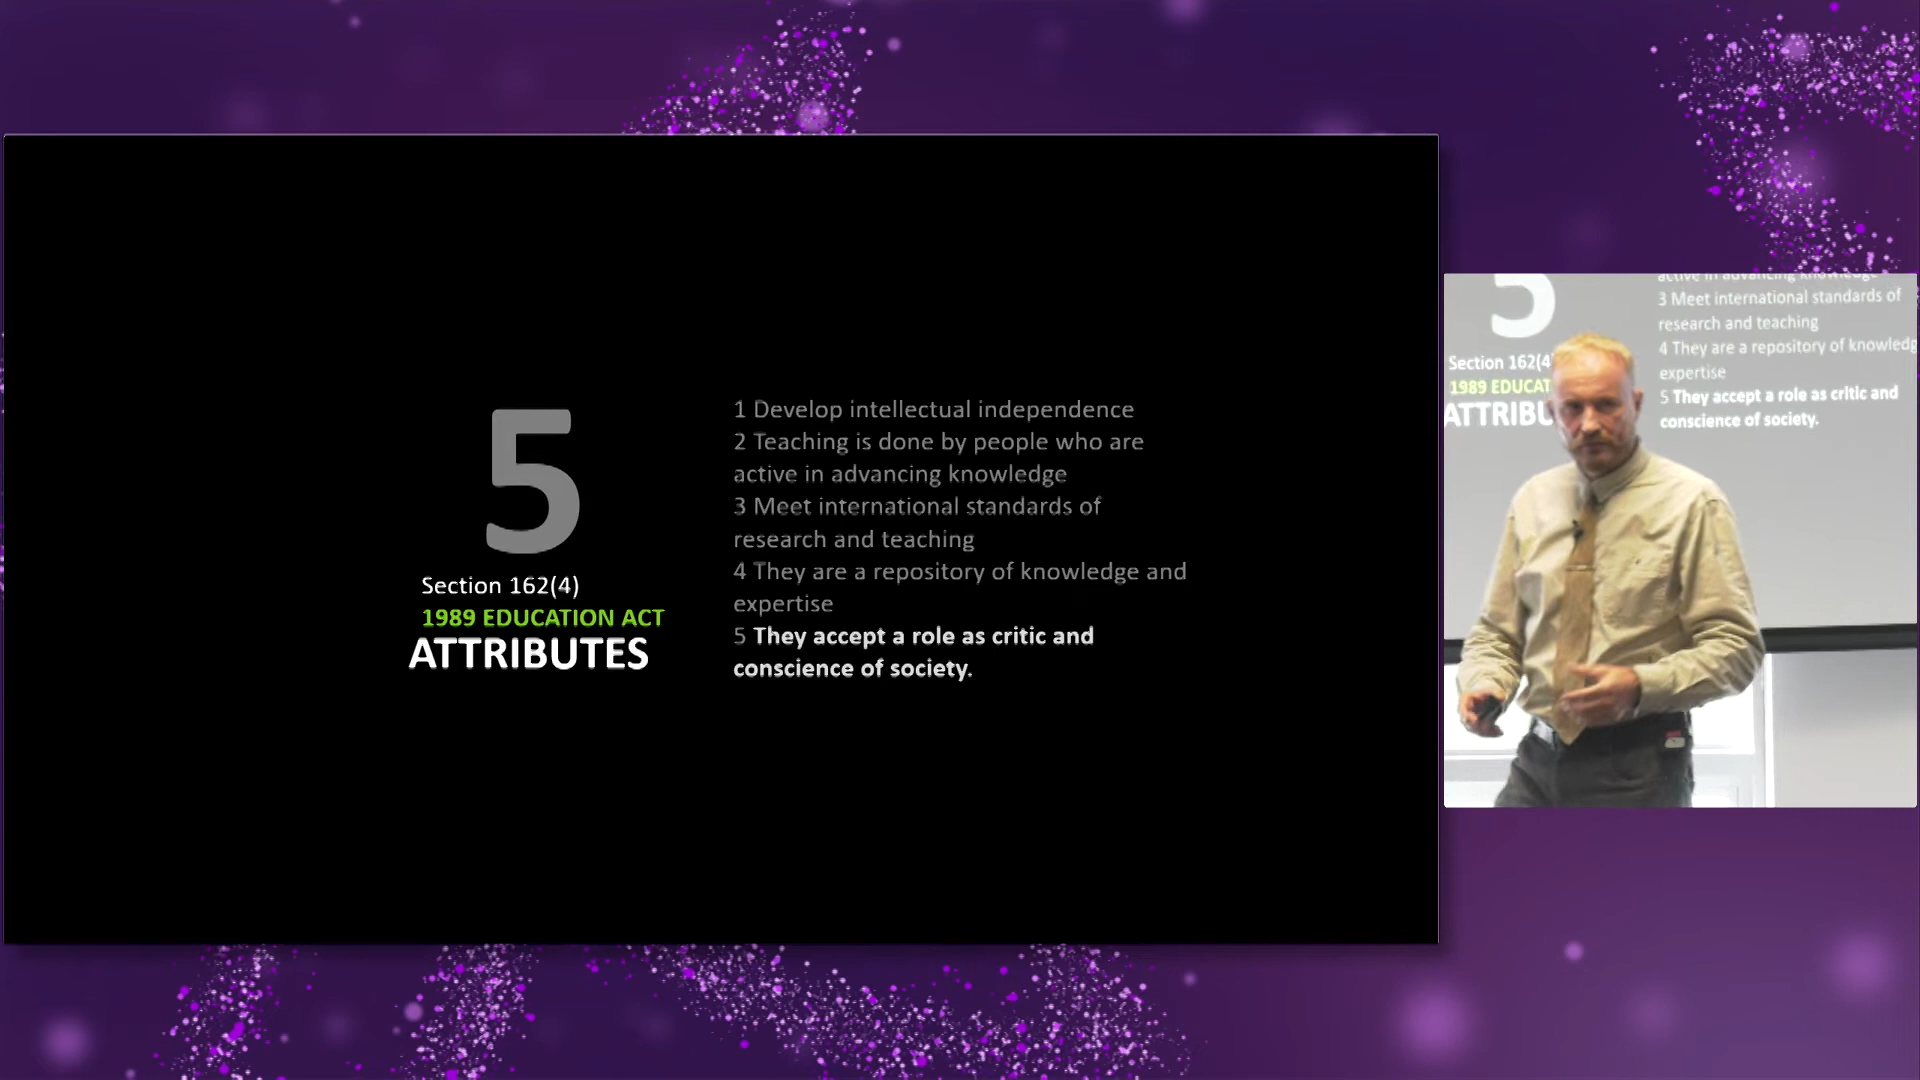 5
Section 162(4)
1989 EDUCATION ACT
ATTRIBUTES
1 Develop intellectual independence
2 Teaching is done by people who are
active in advancing knowledge
3 Meet international standards of
research and teaching
4 They are a repository of knowledge and
expertise
5 They accept a role as critic and
conscience of society.
5
Section 162(4
1989 EDUCAT
ATTRIBU
active in advancing knowledge
3 Meet international standards of
research and teaching
4 They are a repository of knowledg
expertise
5 They accept a role as critic and
conscience of society.